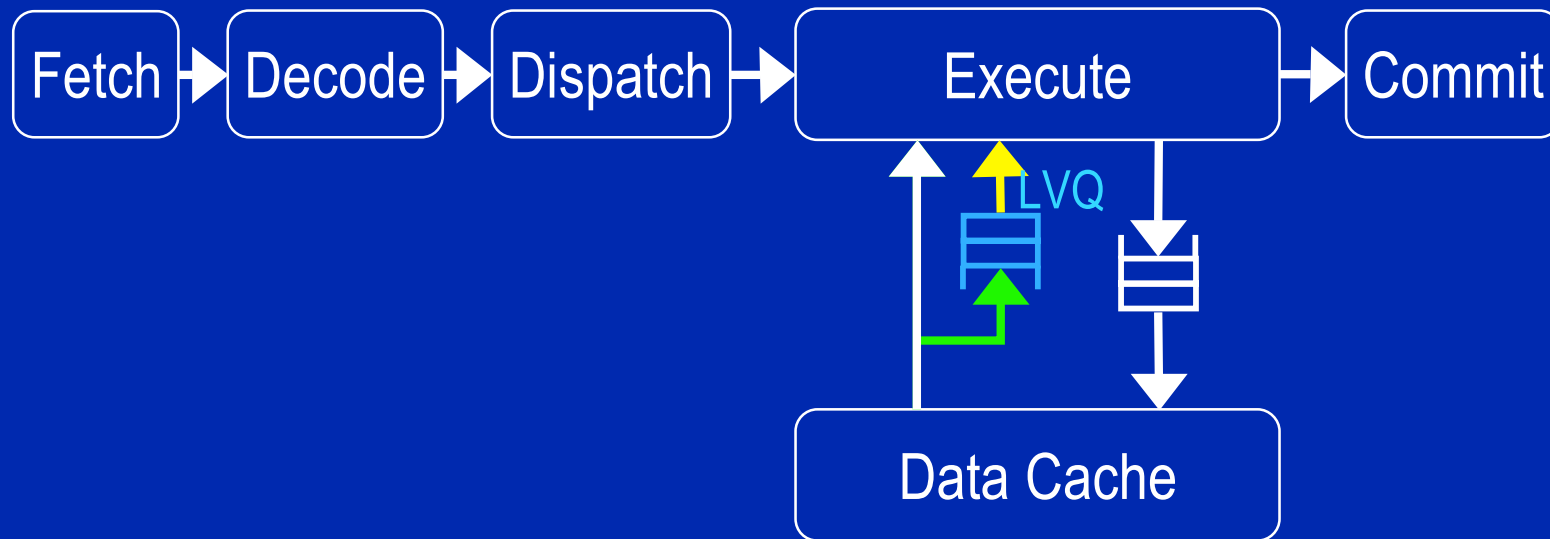 Fetch
Decode
Dispatch
Execute
Commit
LVQ
Data Cache